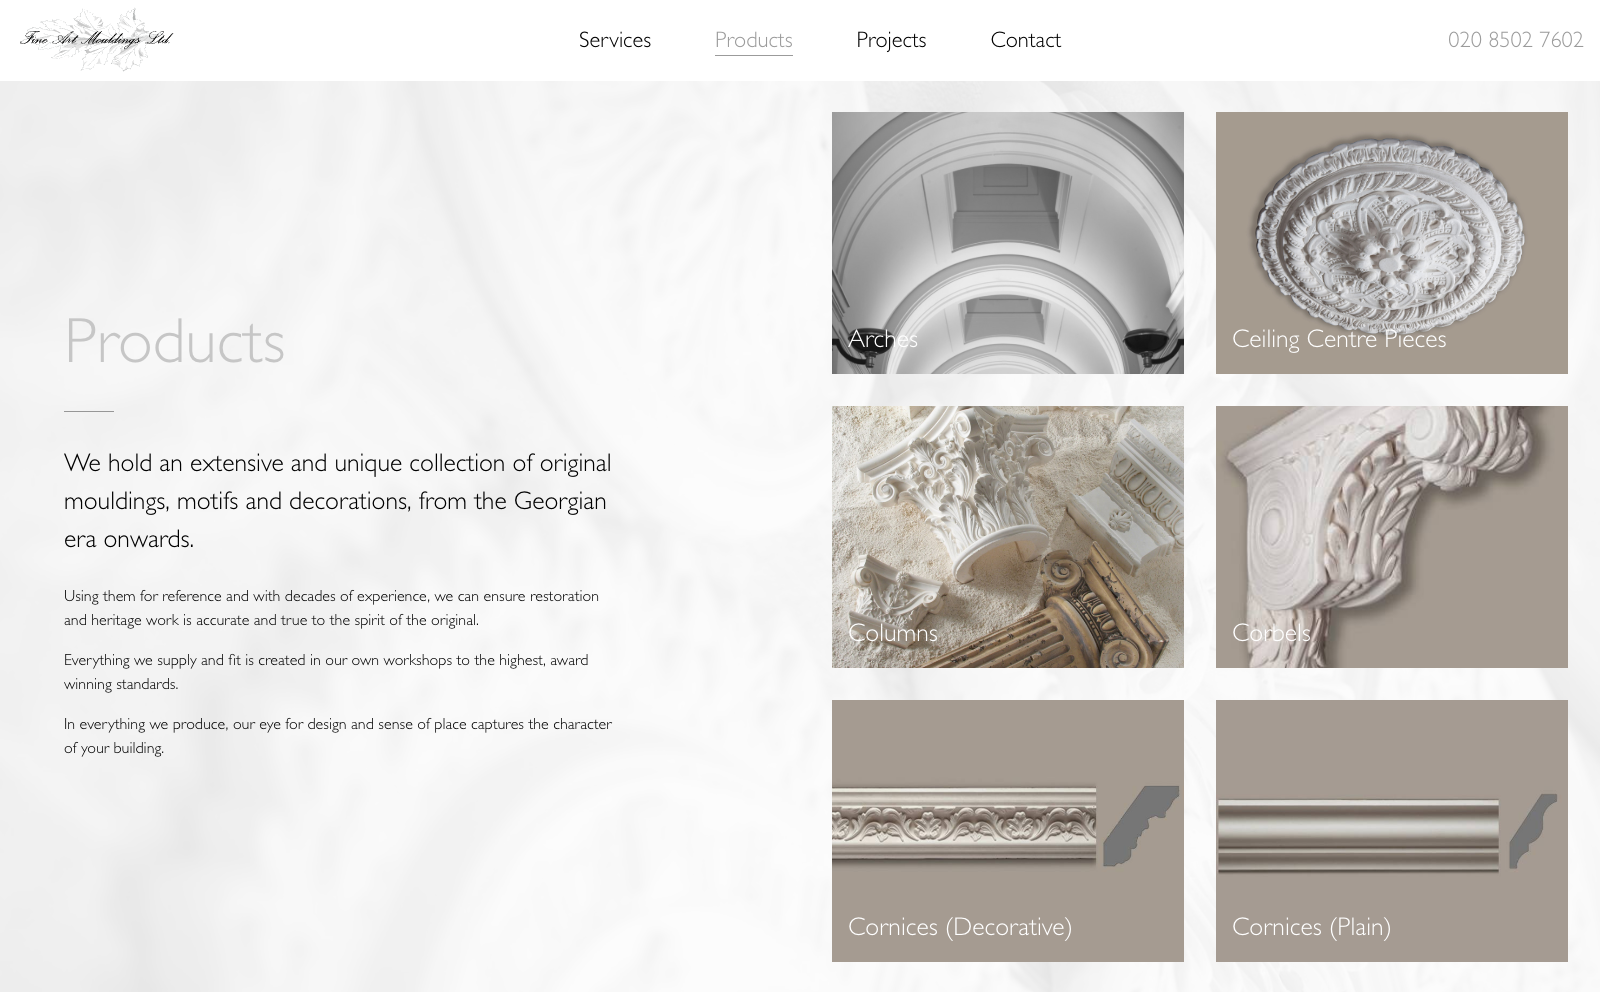 Fine Art Mouldings Ltd.
Services
Products
Projects
Contact
020 8502 7602
Products
We hold an extensive and unique collection of original
mouldings, motifs and decorations, from the Georgian
era onwards.
Using them for reference and with decades of experience, we can ensure restoration
and heritage work is accurate and true to the spirit of the original.
Everything we supply and fit is created in our own workshops to the highest, award
winning standards.
In everything we produce, our eye for design and sense of place captures the character
of your building.
Arches
Ceiling Centre Pieces
Columns
Corbels
Cornices (Decorative)
Cornices (Plain)